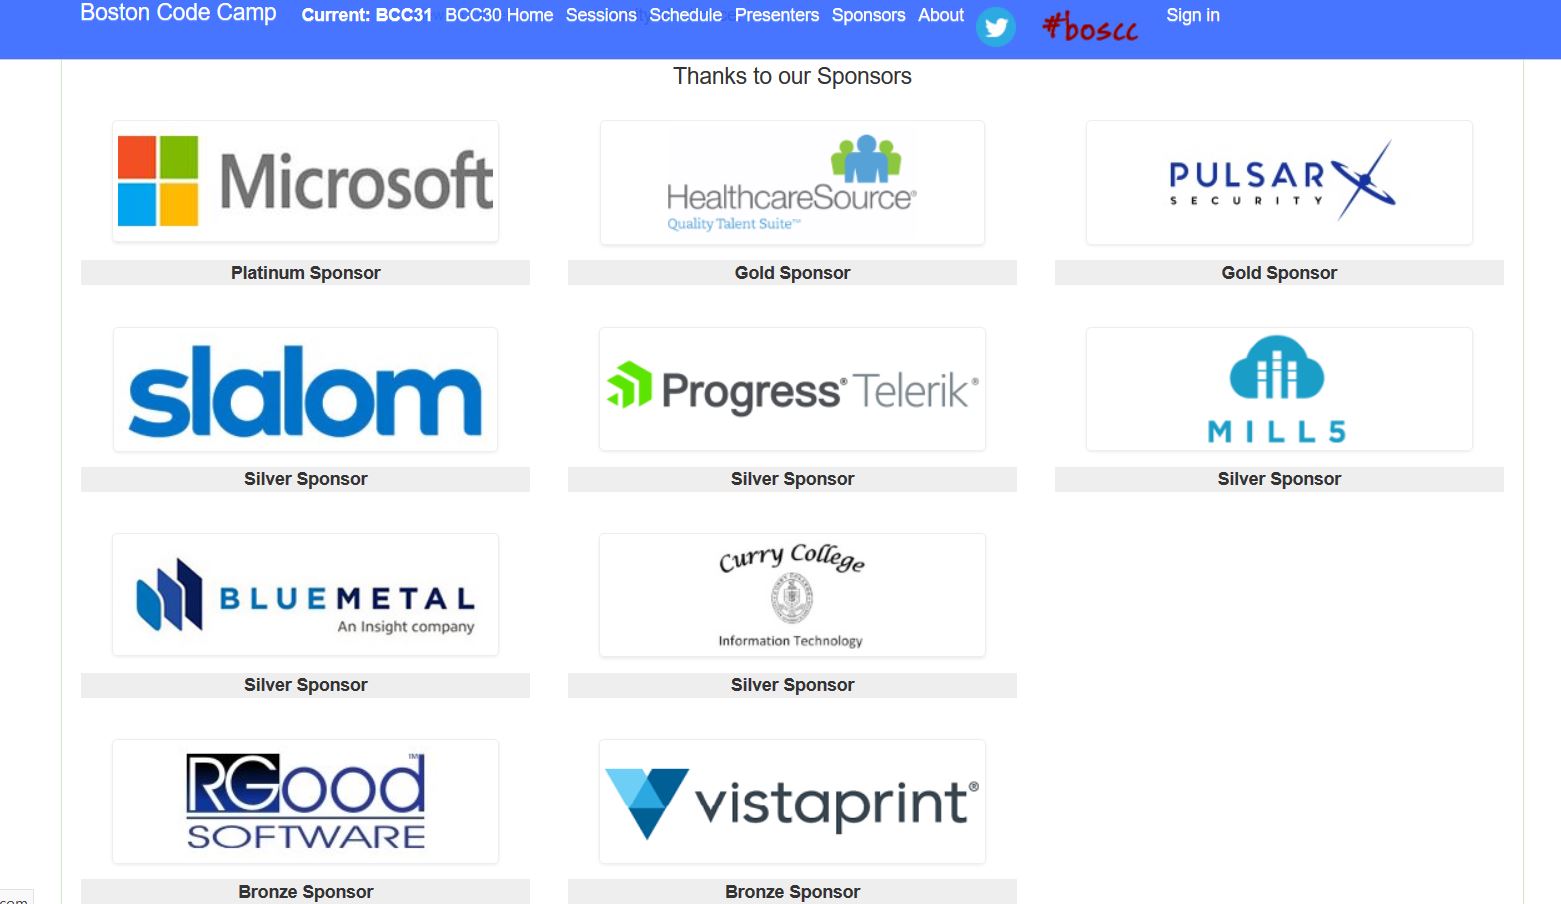 Boston Code Camp Current: BCC31 BCC30 Home Sessions Schedule Presenters Sponsors About #boscc Sign in
Thanks to our Sponsors
Microsoft
Platinum Sponsor
HealthcareSource®
Quality Talent Suite™
Gold Sponsor
PULSAR
SECURITY
Gold Sponsor
slalom
Silver Sponsor
Progress® Telerik®
Silver Sponsor
MILL5
Silver Sponsor
BLUEMETAL
An Insight company
Silver Sponsor
Curry College
Information Technology
Silver Sponsor
RGood™
SOFTWARE
Bronze Sponsor
vistaprint®
Bronze Sponsor
.com